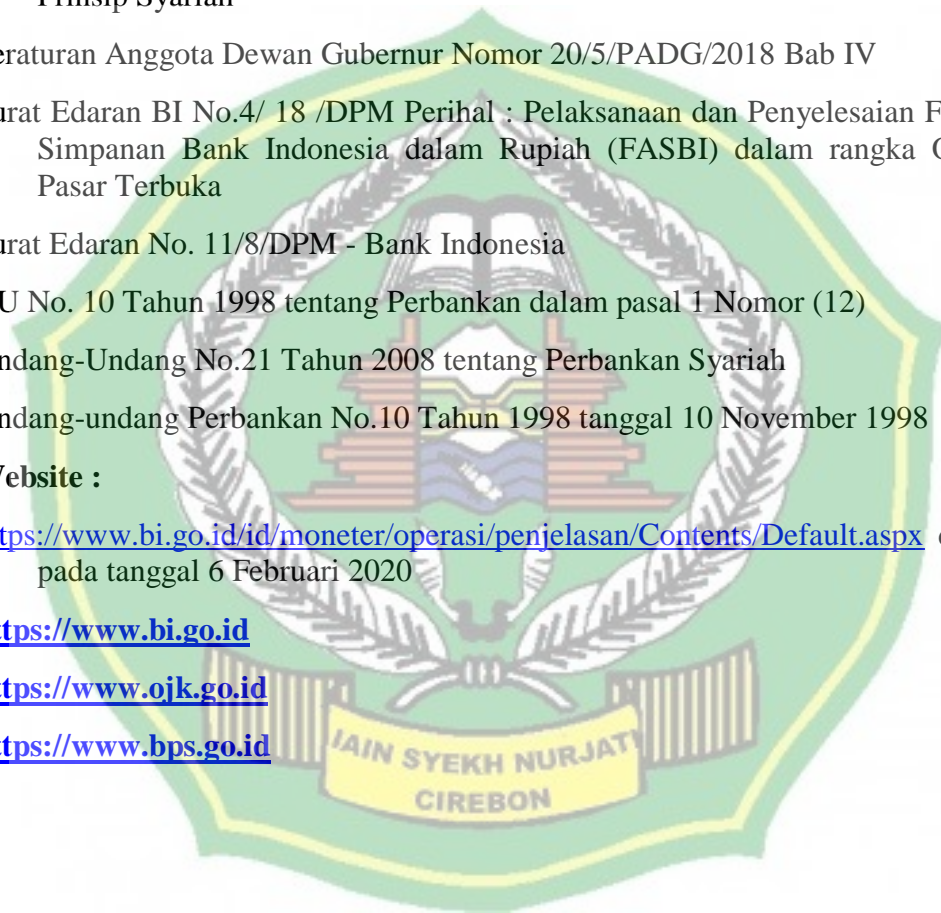 Prinsip Syariah
eraturan Anggota Dewan Gubernur Nomor 20/5/PADG/2018 Bab IV
urat Edaran BI No.4/ 18 /DPM Perihal : Pelaksanaan dan Penyelesaian F
Simpanan Bank Indonesia dalam Rupiah (FASBI) dalam rangka
Pasar Terbuka
urat Edaran No. 11/8/DPM - Bank Indonesia
U No. 10 Tahun 1998 tentang Perbankan dalam pasal 1 Nomor (12)
ndang-Undang No.21 Tahun 2008 tentang Perbankan Syariah
ndang-undang Perbankan No.10 Tahun 1998 tanggal 10 November 1998
ebsite :
tps://www.bi.go.id/id/moneter/operasi/penjelasan/Contents/Default.aspx
pada tanggal 6 Februari 2020
tps://www.bi.go.id
tps://www.ojk.go.id
tps://www.bps.go.id
IAIN SYEKH NURJATI
CIREBON